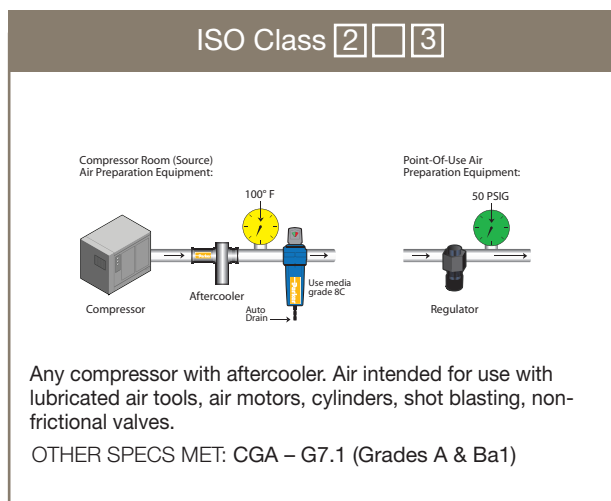 ISO Class 2 3
Compressor Room (Source)
Air Preparation Equipment:
Point-Of-Use Air
Preparation Equipment:
100° F
50 PSIG
Use media
grade 8C
Aftercooler
Compressor
Auto
Drain
Regulator
Any compressor with aftercooler. Air intended for use with
lubricated air tools, air motors, cylinders, shot blasting, non-
frictional valves.
OTHER SPECS MET: CGA – G7.1 (Grades A & Ba1)